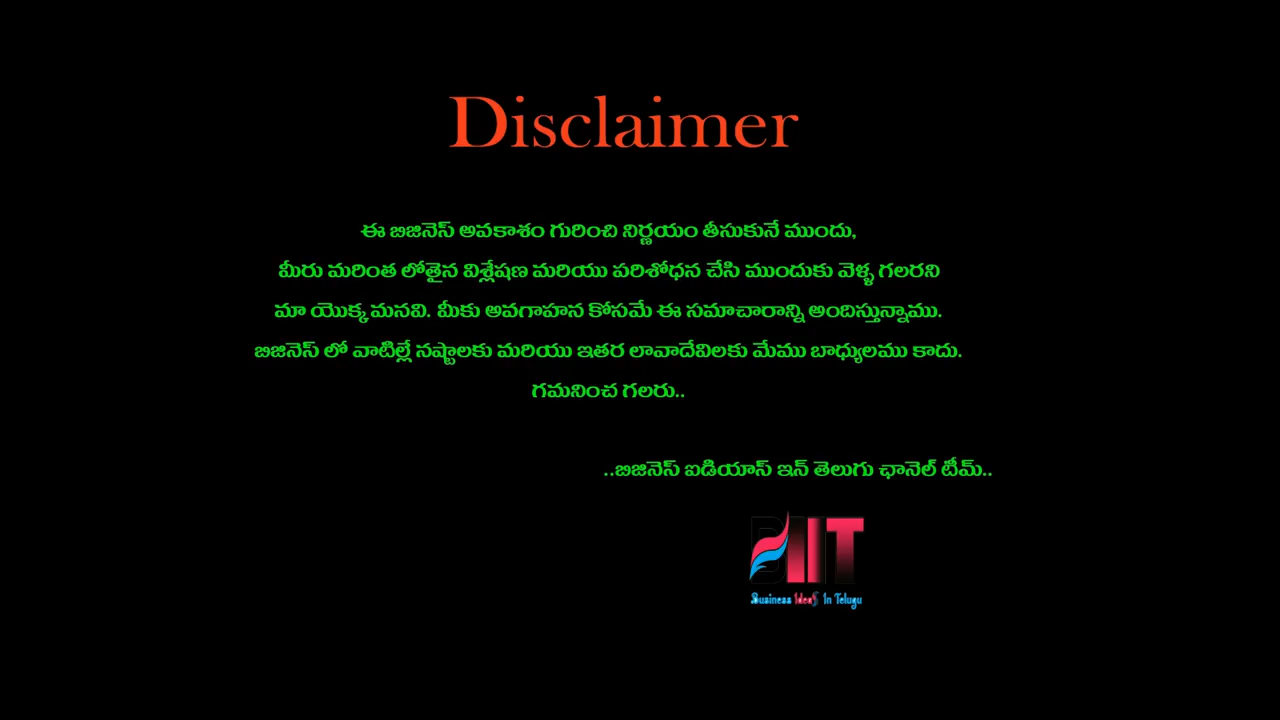 Disclaimer
ఈ బిజినెస్ అవకాశం గురించి నిర్ణయం తీసుకునే ముందు,
మీరు మరింత లోతైన విశ్లేషణ మరియు పరిశోధన చేసి ముందుకు వెళ్ళ గలరని
మా యొక్క మనవి. మీకు అవగాహన కోసమే ఈ సమాచారాన్ని అందిస్తున్నాము.
బిజినెస్ లో వాటిల్లే నష్టాలకు మరియు ఇతర లావాదేవిలకు మేము బాధ్యులము కాదు.
గమనించ గలరు..
..బిజినెస్ ఐడియాస్ ఇన్ తెలుగు ఛానెల్ టీమ్..
BIIT
Business Ideas In Telugu